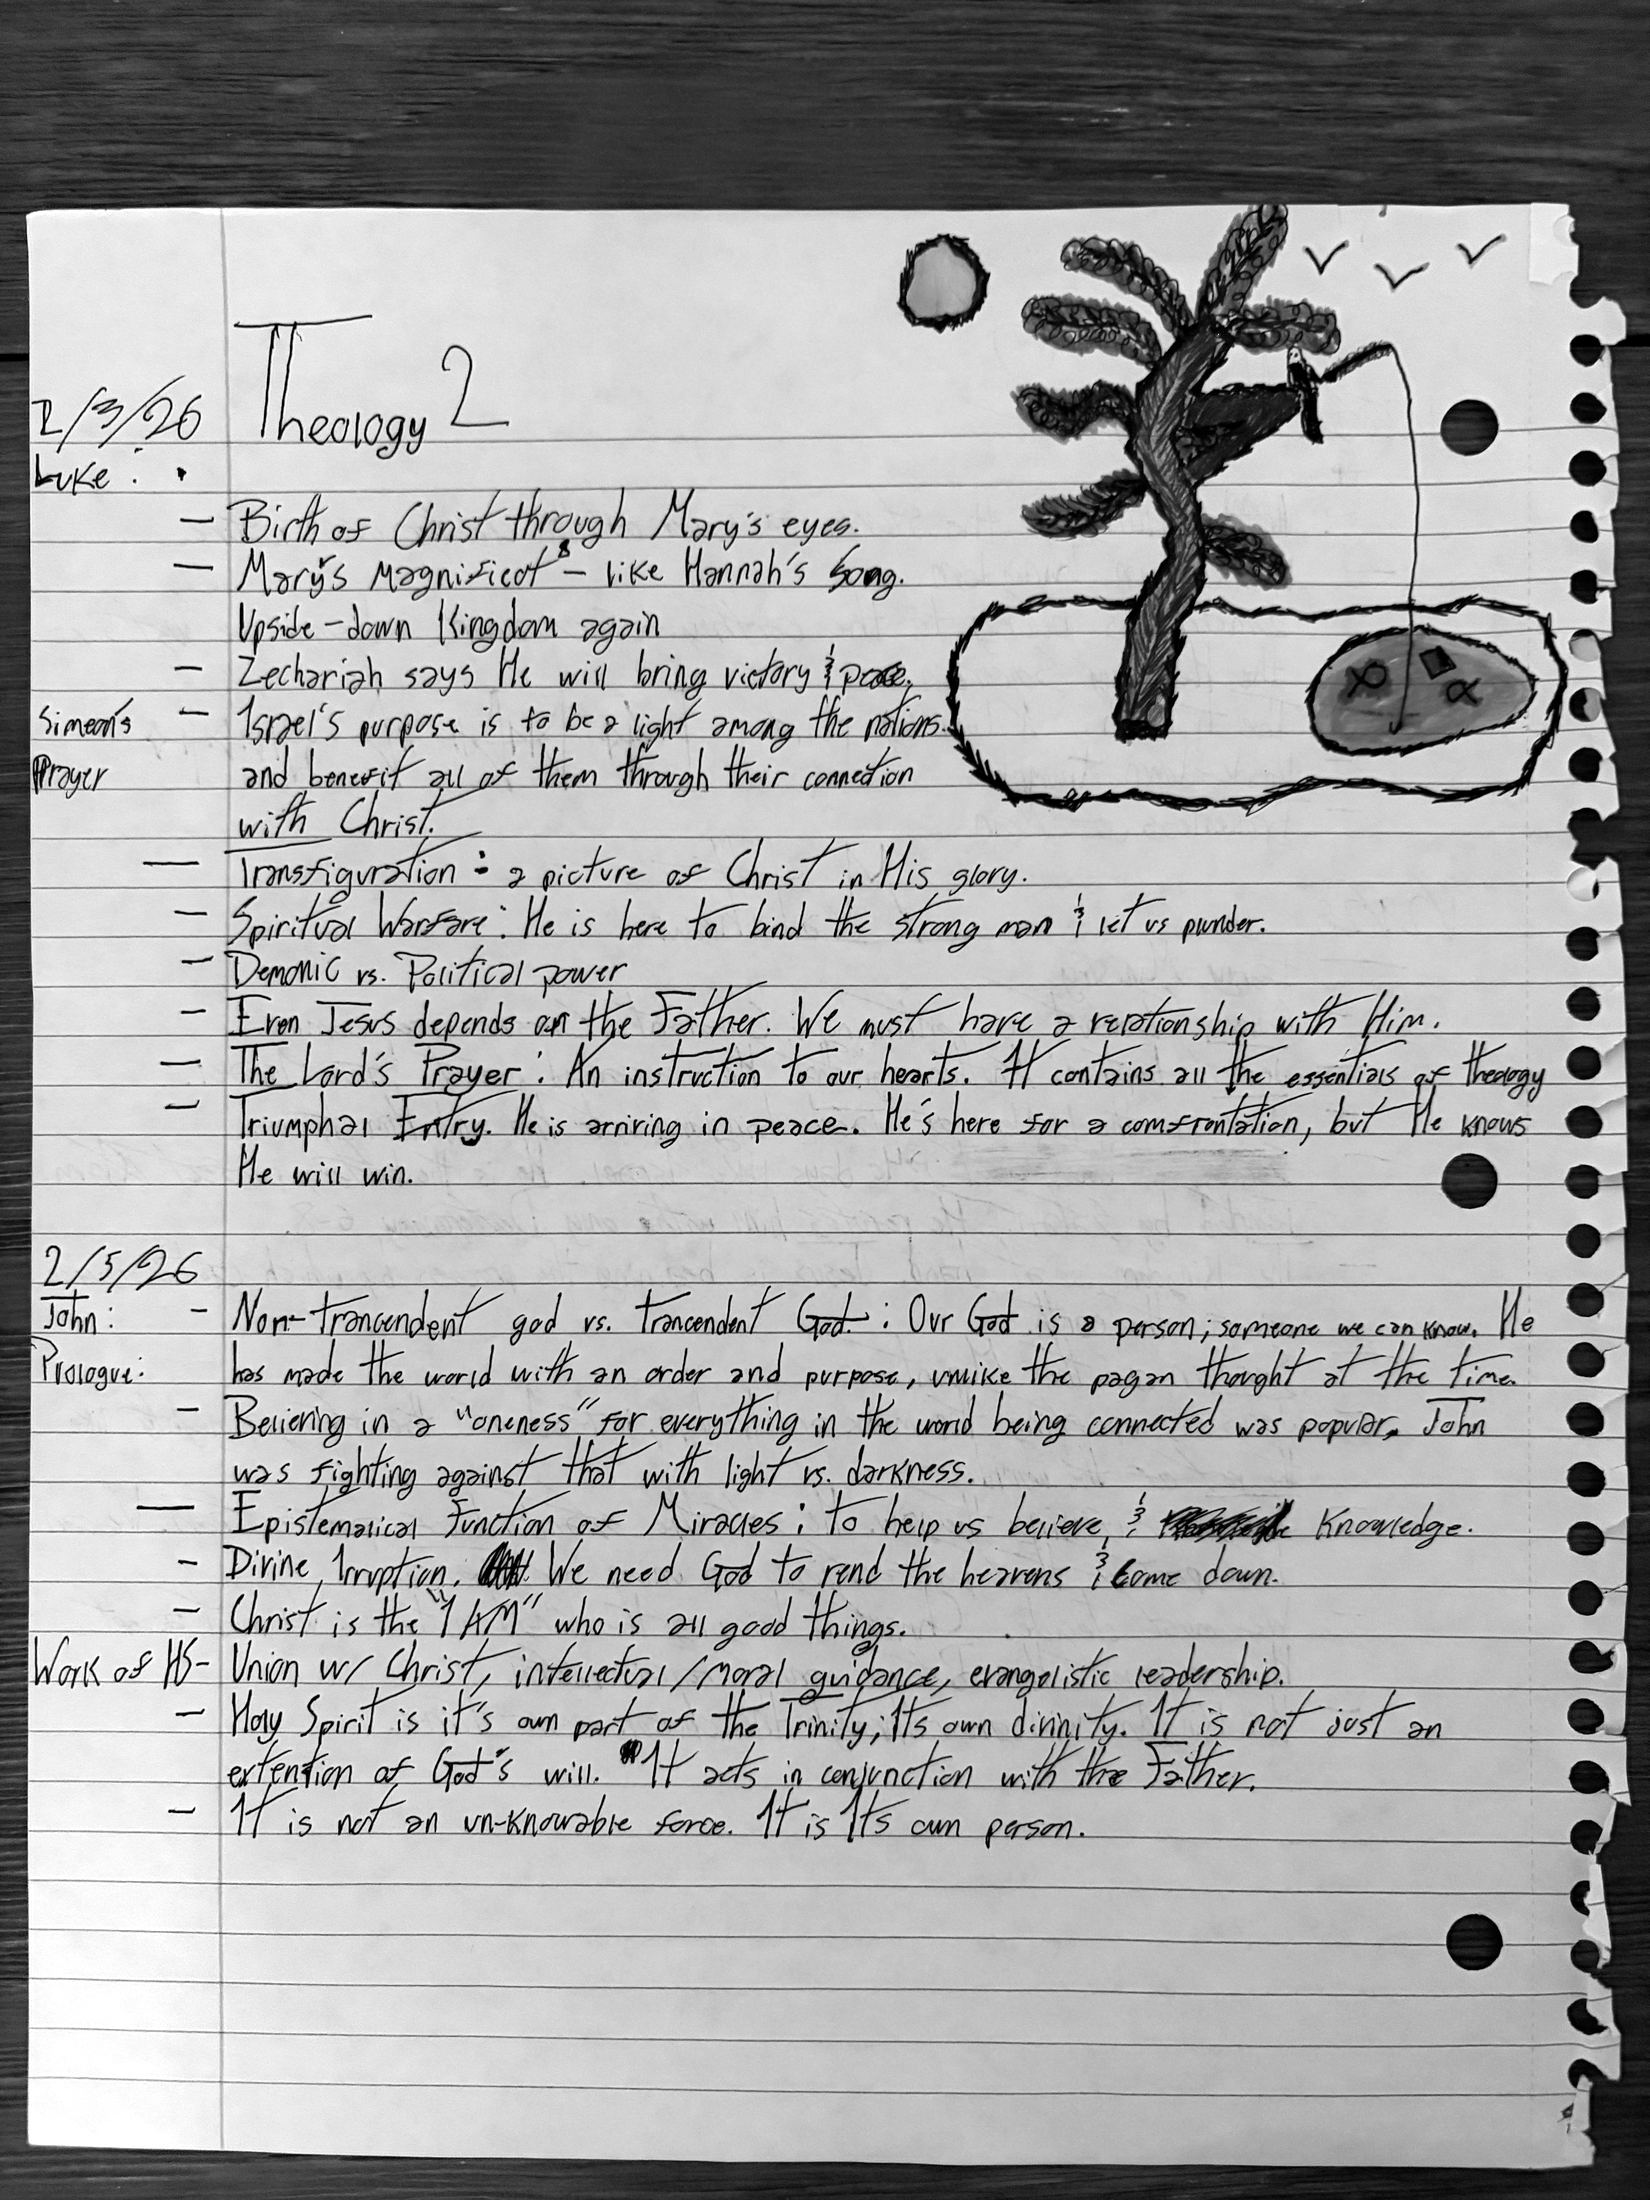 Theology 2
2/3/26
Luke:
- Birth of Christ through Mary's eyes.
- Mary's Magnificat - like Hannah's Song.
Upside-down Kingdom again
- Zechariah says He will bring victory & peace.
Simeon's - Israel's purpose is to be a light among the nations
Prayer and benefit all of them through their connection
with Christ.
- Transfiguration: a picture of Christ in His glory.
- Spiritual Warfare: He is here to bind the strong man & let us plunder.
- Demonic vs. Political power
- Even Jesus depends on the Father. We must have a relationship with Him.
- The Lord's Prayer: An instruction to our hearts. It contains all the essentials of theology
- Triumphal Entry. He is arriving in peace. He's here for a comfrontation, but He knows
He will win.
2/5/26
John: - Non-trancendent god vs. trancendent God: Our God is a person; someone we can know. He
Prologue: has made the world with an order and purpose, unlike the pagan thought at the time.
- Believing in a "oneness" for everything in the world being connected was popular. John
was fighting against that with light vs. darkness.
- Epistemalical Function of Miracles: to help us believe, & Knowledge.
- Divine Irruption. We need God to rend the heavens & come down.
- Christ is the "I AM" who is all good things.
Work of HS- Union w/ Christ, intellectual/moral guidance, evangelistic leadership.
- Holy Spirit is it's own part of the Trinity; Its own divinity. It is not just an
extention of God's will. It acts in conjunction with the Father.
- It is not an un-knowable force. It is Its own person.